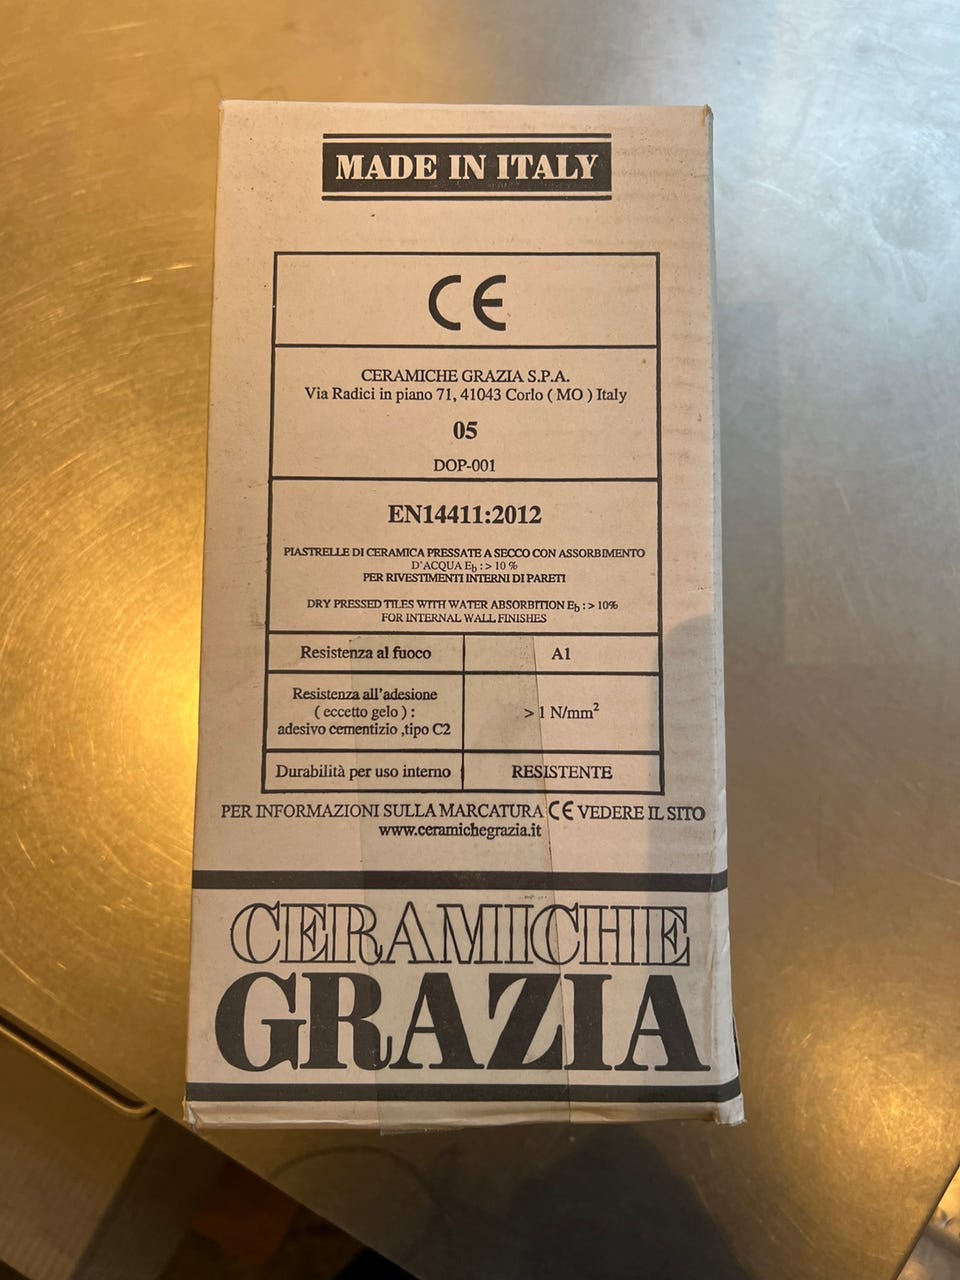 MADE IN ITALY
CE
CERAMICHE GRAZIA S.P.A.
Via Radici in piano 71, 41043 Corlo ( MO ) Italy
05
DOP-001
EN14411:2012
PIASTRELLE DI CERAMICA PRESSATE A SECCO CON ASSORBIMENTO
D'ACQUA Eb : > 10 %
PER RIVESTIMENTI INTERNI DI PARETI
DRY PRESSED TILES WITH WATER ABSORBTION Eb : > 10%
FOR INTERNAL WALL FINISHES
Resistenza al fuoco A1
Resistenza all'adesione
( eccetto gelo ) :
adesivo cementizio ,tipo C2 > 1 N/mm²
Durabilità per uso interno RESISTENTE
PER INFORMAZIONI SULLA MARCATURA CE VEDERE IL SITO
www.ceramichegrazia.it
CERAMICHE
GRAZIA